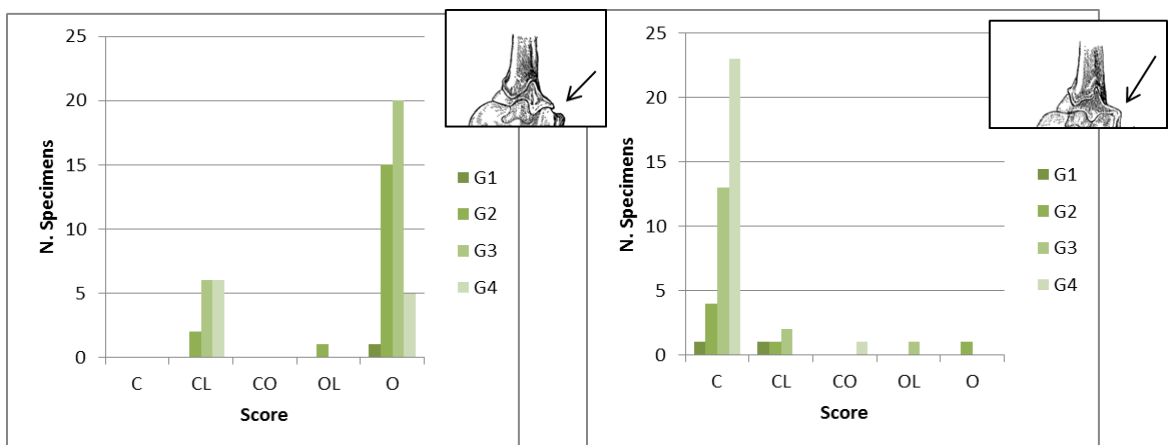 25
20
15
10
5
0
N. Specimens
C CL CO OL O
Score
G1
G2
G3
G4
25
20
15
10
5
0
N. Specimens
C CL CO OL O
Score
G1
G2
G3
G4